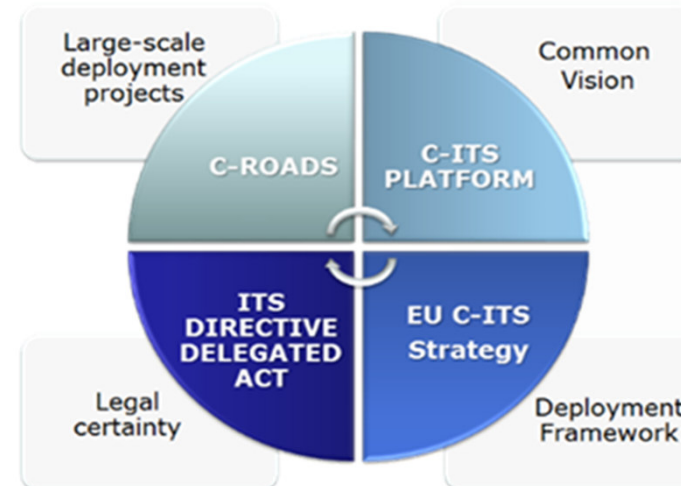 Large-scale
deployment
projects
Common
Vision
C-ROADS
C-ITS
PLATFORM
ITS
DIRECTIVE
DELEGATED
ACT
EU C-ITS
Strategy
Legal
certainty
Deployment
Framework